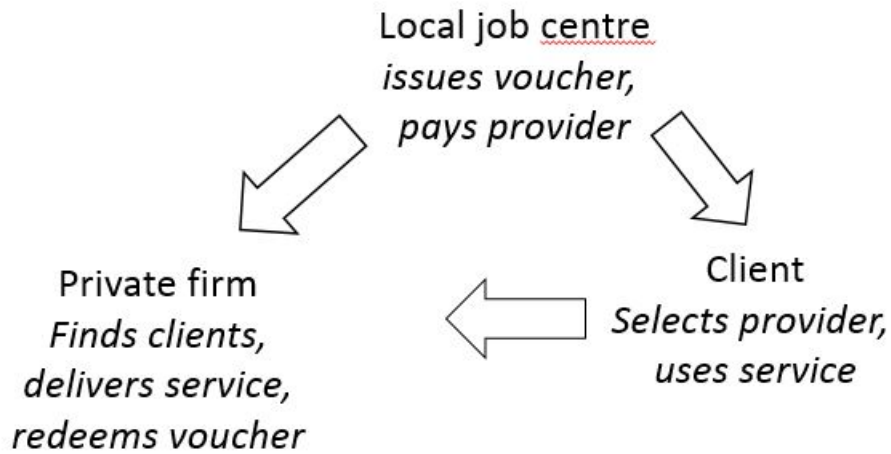 Local job centre
issues voucher,
pays provider
Private firm
Finds clients,
delivers service,
redeems voucher
Client
Selects provider,
uses service